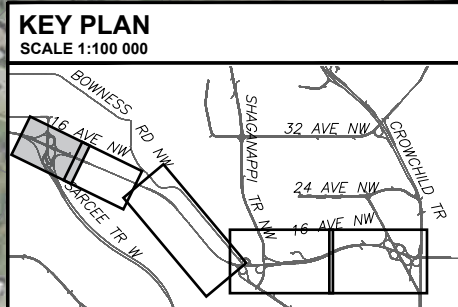 KEY PLAN
SCALE 1:100 000
BOWNESS RD NW
16 AVE NW
SARCEE TR W
SHAGANAPPI TR NW
32 AVE NW
CROWCHILD TR
24 AVE NW
16 AVE NW